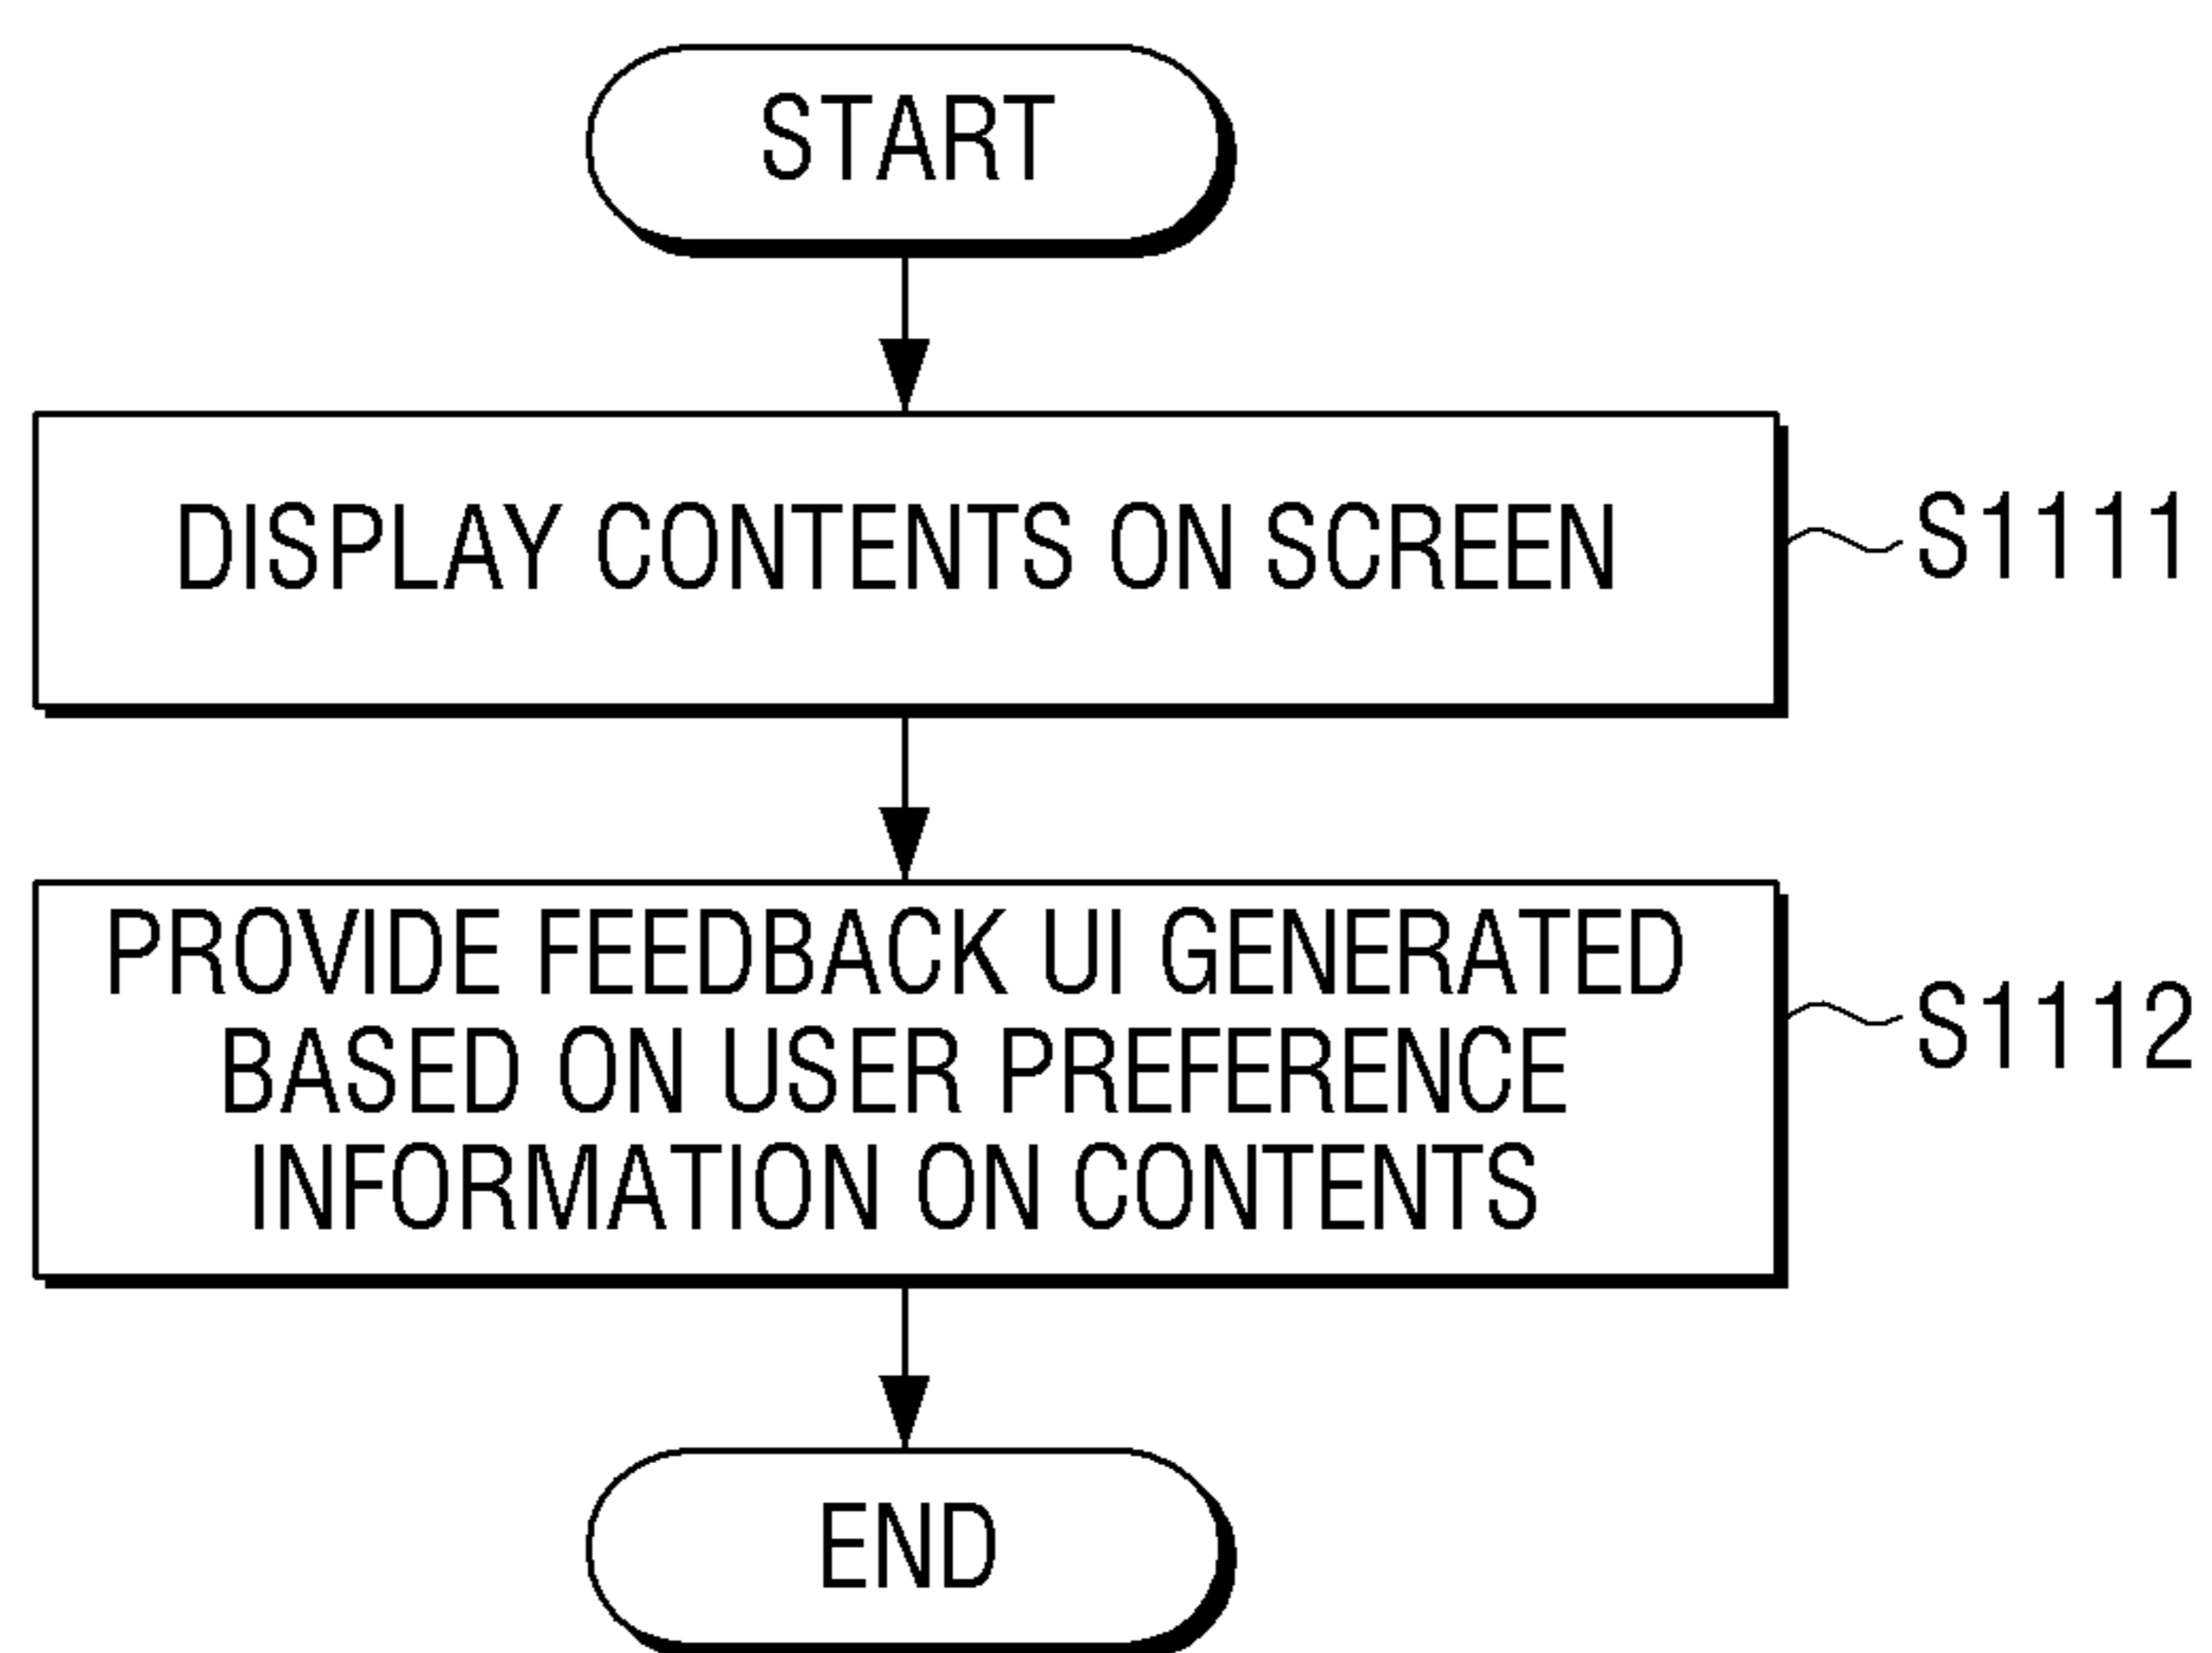 START
DISPLAY CONTENTS ON SCREEN
S1111
PROVIDE FEEDBACK UI GENERATED
BASED ON USER PREFERENCE
INFORMATION ON CONTENTS
S1112
END